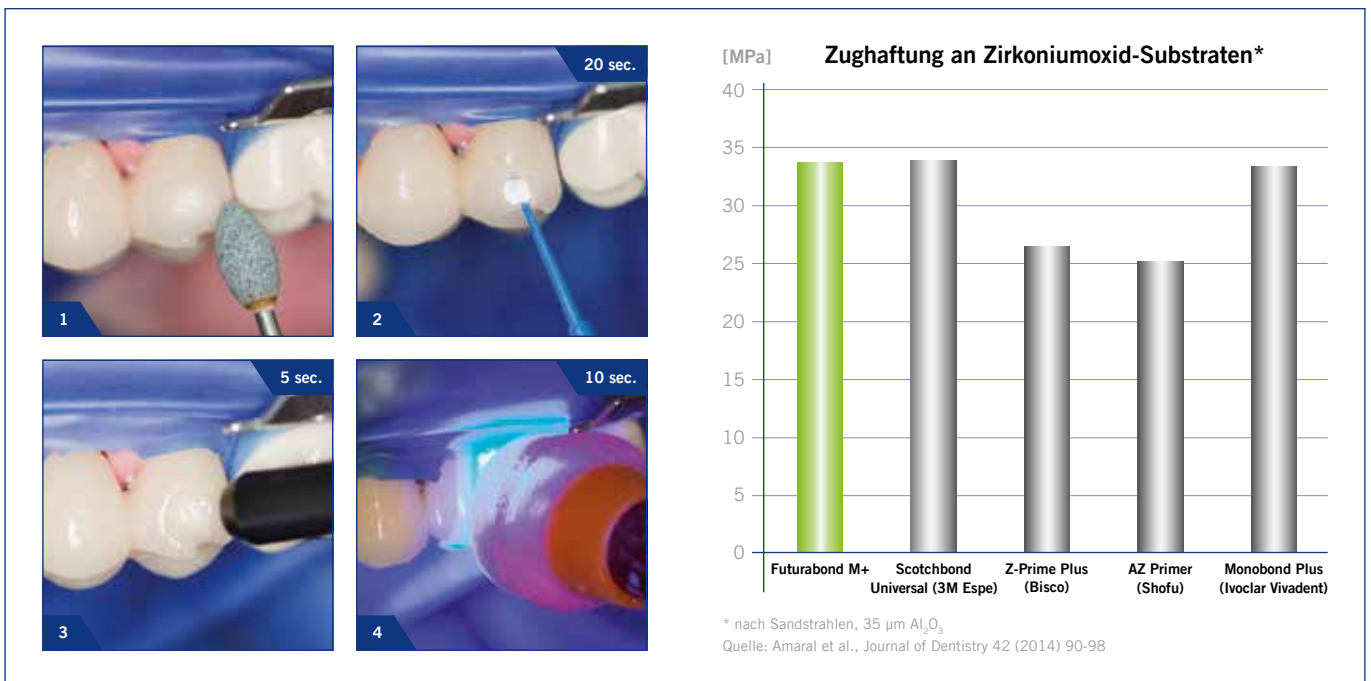 20 sec.
1
2
5 sec.
10 sec.
3
4
[MPa]
Zughaftung an Zirkoniumoxid-Substraten*
40
35
30
25
20
15
10
5
0
Futurabond M+
Scotchbond
Universal (3M Espe)
Z-Prime Plus
(Bisco)
AZ Primer
(Shofu)
Monobond Plus
(Ivoclar Vivadent)
* nach Sandstrahlen, 35 µm Al₂O₃
Quelle: Amaral et al., Journal of Dentistry 42 (2014) 90-98